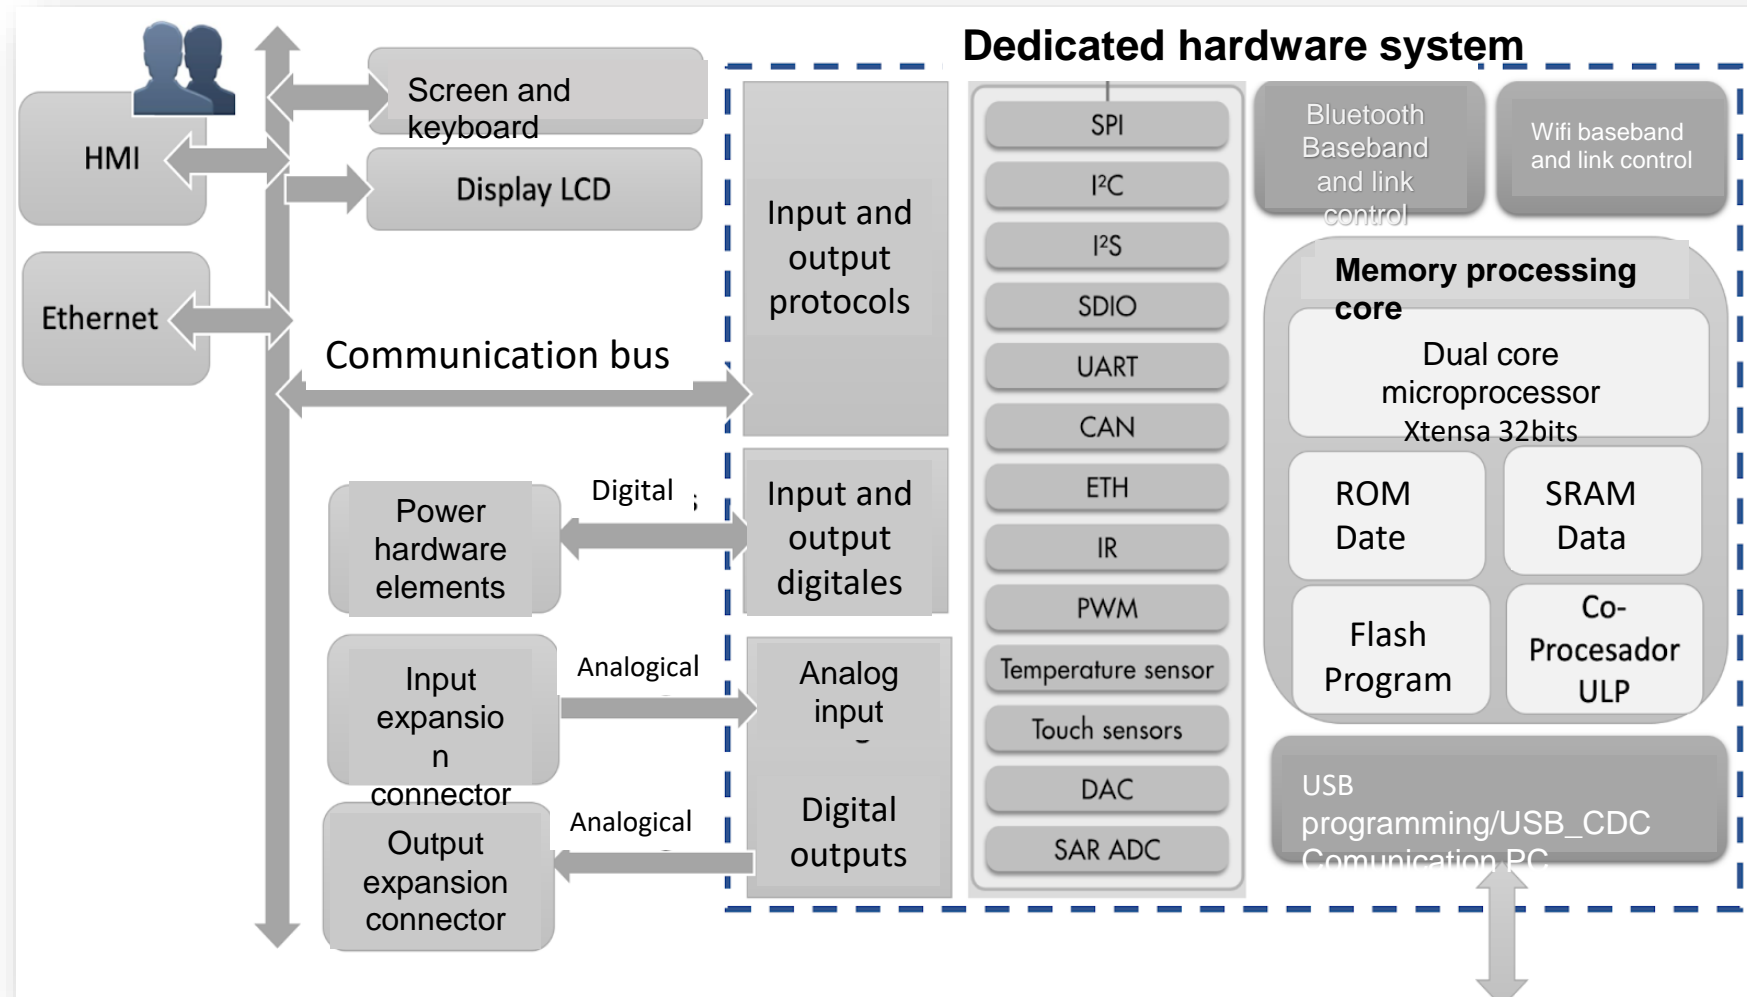 Dedicated hardware system
HMI
Ethernet
Screen and
keyboard
Display LCD
Communication bus
Power
hardware
elements
Digital
Input
expansio
n
connector
Analogical
Output
expansion
connector
Analogical
Input and
output
protocols
Input and
output
digitales
Analog
input
Digital
outputs
SPI
I²C
I²S
SDIO
UART
CAN
ETH
IR
PWM
Temperature sensor
Touch sensors
DAC
SAR ADC
Bluetooth
Baseband
and link
control
Wifi baseband
and link control
Memory processing
core
Dual core
microprocessor
Xtensa 32bits
ROM
Date
SRAM
Data
Flash
Program
Co-
Procesador
ULP
USB
programming/USB_CDC
Comunication PC